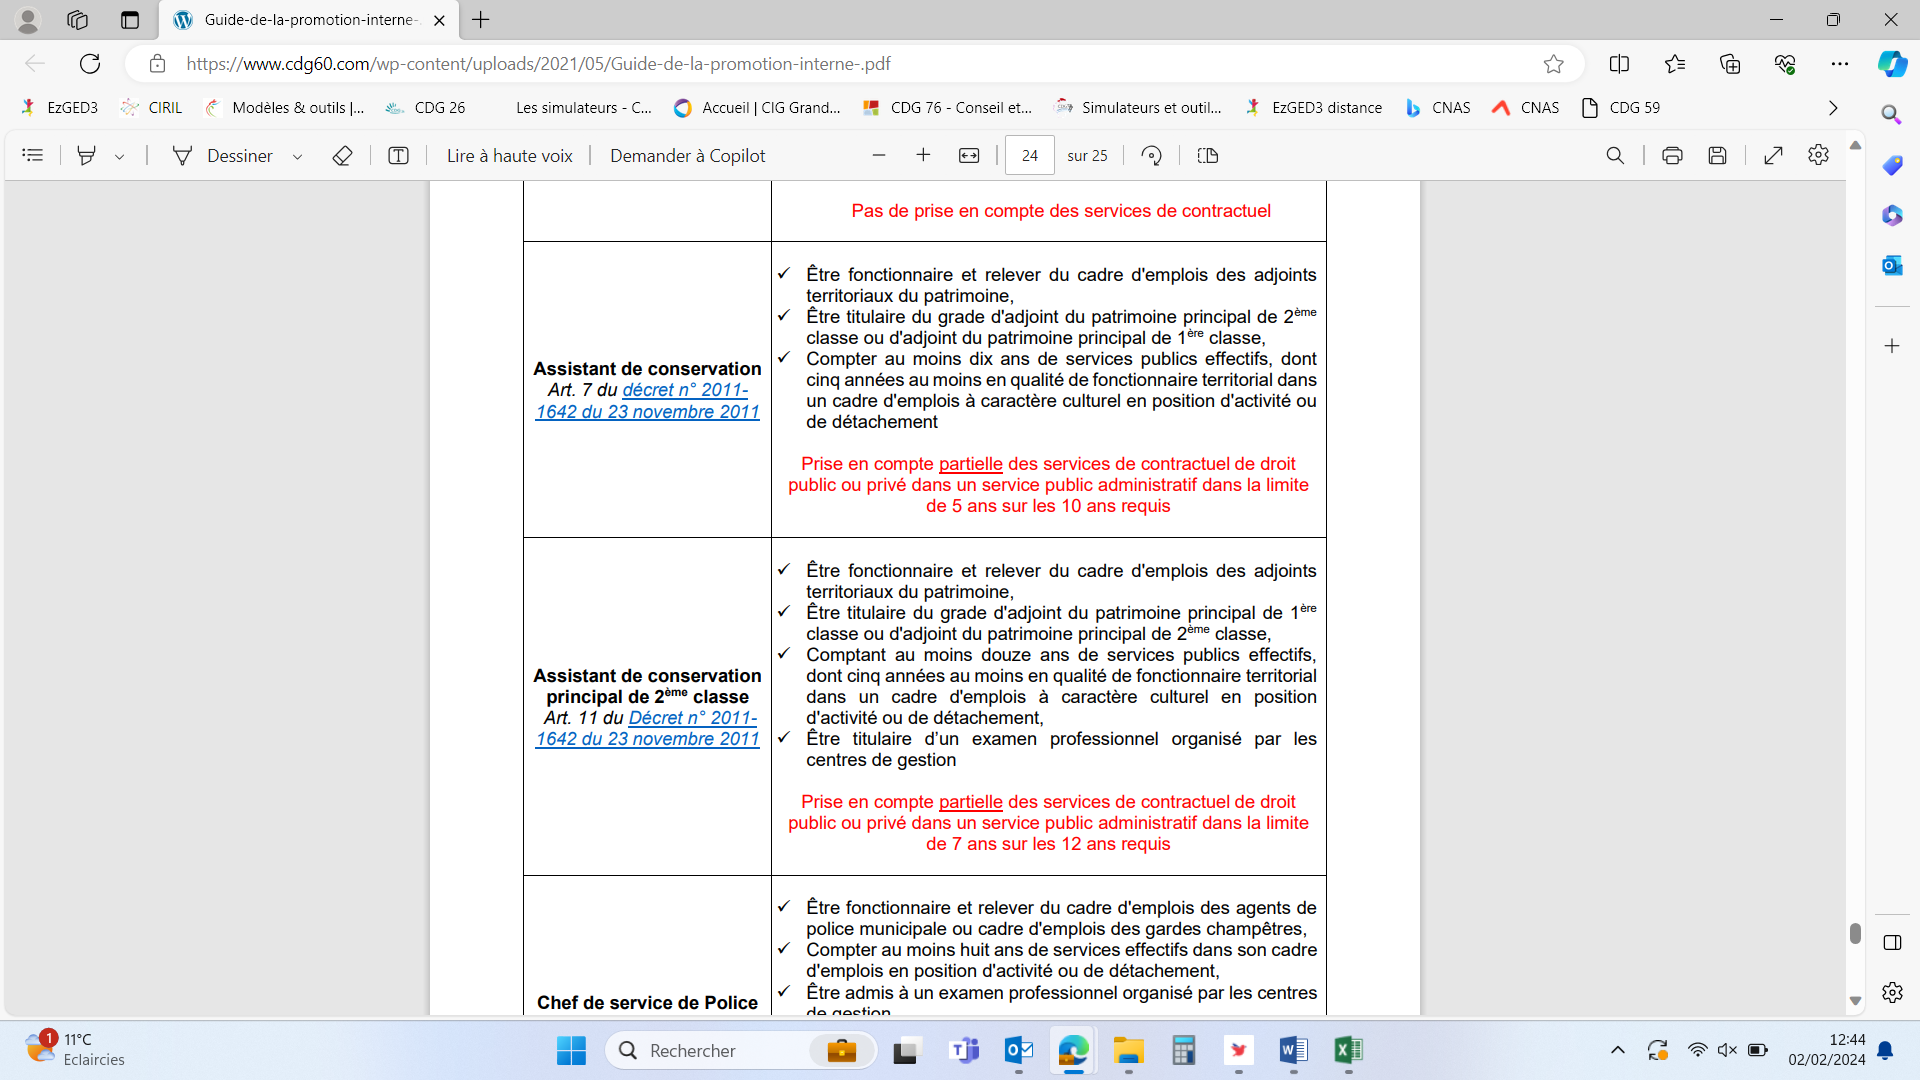 Guide-de-la-promotion-interne-
https://www.cdg60.com/wp-content/uploads/2021/05/Guide-de-la-promotion-interne-.pdf
EzGED3 CIRIL Modèles & outils |... CDG 26 Les simulateurs - C... Accueil | CIG Grand... CDG 76 - Conseil et... Simulateurs et outil... EzGED3 distance CNAS CNAS CDG 59
Dessiner Lire à haute voix Demander à Copilot 24 sur 25
Pas de prise en compte des services de contractuel
Assistant de conservation
Art. 7 du décret n° 2011-
1642 du 23 novembre 2011
✓ Être fonctionnaire et relever du cadre d'emplois des adjoints
territoriaux du patrimoine,
✓ Être titulaire du grade d'adjoint du patrimoine principal de 2ème
classe ou d'adjoint du patrimoine principal de 1ère classe,
✓ Compter au moins dix ans de services publics effectifs, dont
cinq années au moins en qualité de fonctionnaire territorial dans
un cadre d'emplois à caractère culturel en position d'activité ou
de détachement
Prise en compte partielle des services de contractuel de droit
public ou privé dans un service public administratif dans la limite
de 5 ans sur les 10 ans requis
Assistant de conservation
principal de 2ème classe
Art. 11 du Décret n° 2011-
1642 du 23 novembre 2011
✓ Être fonctionnaire et relever du cadre d'emplois des adjoints
territoriaux du patrimoine,
✓ Être titulaire du grade d'adjoint du patrimoine principal de 1ère
classe ou d'adjoint du patrimoine principal de 2ème classe,
✓ Comptant au moins douze ans de services publics effectifs,
dont cinq années au moins en qualité de fonctionnaire territorial
dans un cadre d'emplois à caractère culturel en position
d'activité ou de détachement,
✓ Être titulaire d’un examen professionnel organisé par les
centres de gestion
Prise en compte partielle des services de contractuel de droit
public ou privé dans un service public administratif dans la limite
de 7 ans sur les 12 ans requis
Chef de service de Police
✓ Être fonctionnaire et relever du cadre d'emplois des agents de
police municipale ou cadre d'emplois des gardes champêtres,
✓ Compter au moins huit ans de services effectifs dans son cadre
d'emplois en position d'activité ou de détachement,
✓ Être admis à un examen professionnel organisé par les centres
de gestion
1
11°C
Eclaircies
Rechercher
12:44
02/02/2024